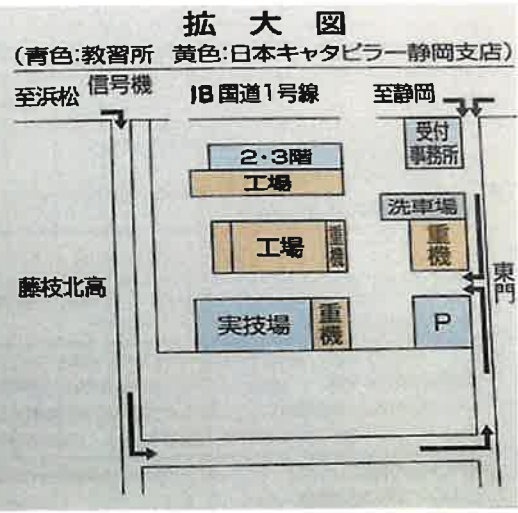 拡大図
(青色:教習所 黄色:日本キャタピラー静岡支店)
至浜松 信号機 旧国道1号線 至静岡
受付
事務所
2・3階
工場
洗車場
工場 重機
重機
藤枝北高
東門
実技場 重機
P